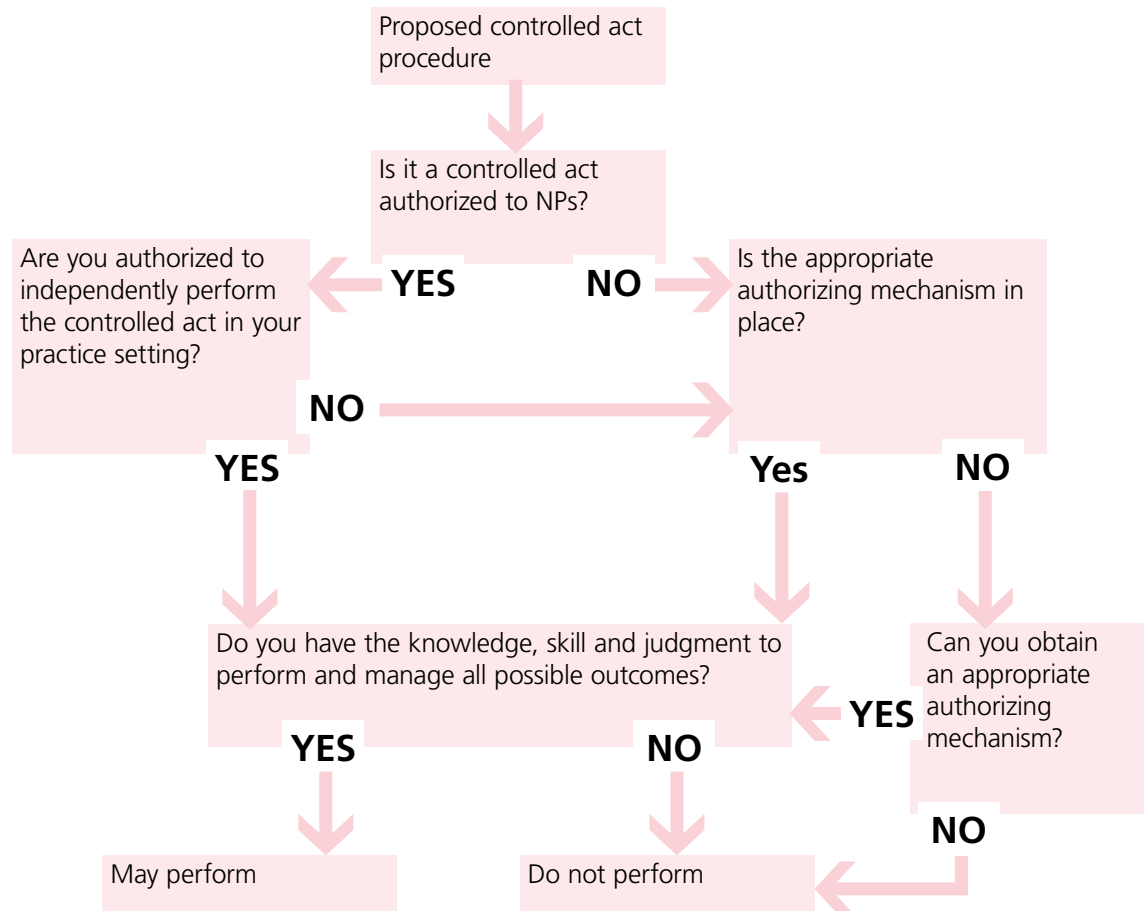 Proposed controlled act
procedure
Is it a controlled act
authorized to NPs?
YES
NO
Are you authorized to
independently perform
the controlled act in your
practice setting?
NO
YES
Is the appropriate
authorizing mechanism in
place?
Yes
NO
Do you have the knowledge, skill and judgment to
perform and manage all possible outcomes?
YES
NO
Can you obtain
an appropriate
authorizing
mechanism?
YES
NO
May perform
Do not perform